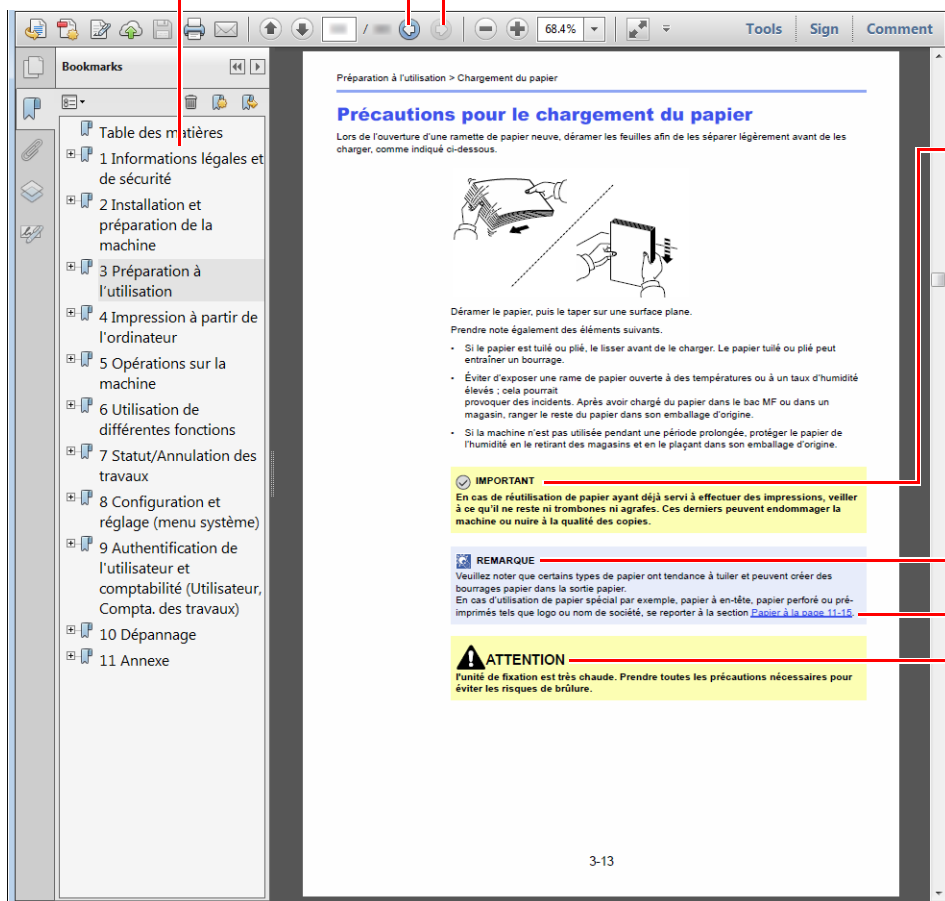 /
68.4%
Tools
Sign
Comment
Bookmarks
Table des matières
1 Informations légales et
de sécurité
2 Installation et
préparation de la
machine
3 Préparation à
l'utilisation
4 Impression à partir de
l'ordinateur
5 Opérations sur la
machine
6 Utilisation de
différentes fonctions
7 Statut/Annulation des
travaux
8 Configuration et
réglage (menu système)
9 Authentification de
l'utilisateur et
comptabilité (Utilisateur,
Compta. des travaux)
10 Dépannage
11 Annexe
Préparation à l'utilisation > Chargement du papier
Précautions pour le chargement du papier
Lors de l'ouverture d'une ramette de papier neuve, déramer les feuilles afin de les séparer légèrement avant de les
charger, comme indiqué ci-dessous.
Déramer le papier, puis le taper sur une surface plane.
Prendre note également des éléments suivants.
• Si le papier est tuilé ou plié, le lisser avant de le charger. Le papier tuilé ou plié peut
entraîner un bourrage.
• Éviter d'exposer une rame de papier ouverte à des températures ou à un taux d'humidité
élevés ; cela pourrait
provoquer des incidents. Après avoir chargé du papier dans le bac MF ou dans un
magasin, ranger le reste du papier dans son emballage d'origine.
• Si la machine n'est pas utilisée pendant une période prolongée, protéger le papier de
l'humidité en le retirant des magasins et en le plaçant dans son emballage d'origine.
IMPORTANT
En cas de réutilisation de papier ayant déjà servi à effectuer des impressions, veiller
à ce qu'il ne reste ni trombones ni agrafes. Ces derniers peuvent endommager la
machine ou nuire à la qualité des copies.
REMARQUE
Veuillez noter que certains types de papier ont tendance à tuiler et peuvent créer des
bourrages papier dans la sortie papier.
En cas d'utilisation de papier spécial par exemple, papier à en-tête, papier perforé ou pré-
imprimés tels que logo ou nom de société, se reporter à la section Papier à la page 11-15.
ATTENTION
l'unité de fixation est très chaude. Prendre toutes les précautions nécessaires pour
éviter les risques de brûlure.
3-13